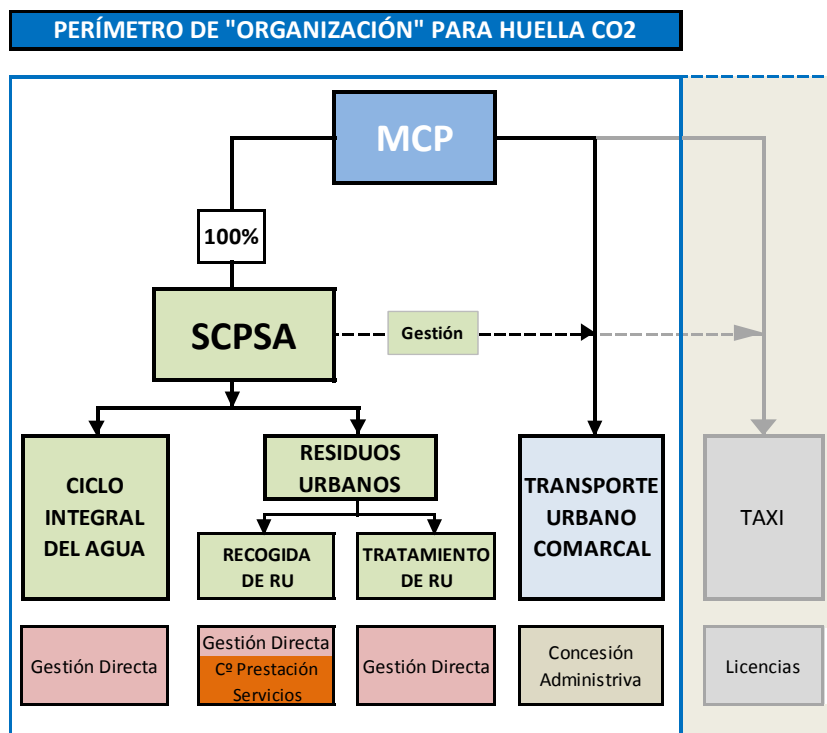 PERÍMETRO DE "ORGANIZACIÓN" PARA HUELLA CO2
MCP
100%
SCPSA
Gestión
CICLO
INTEGRAL
DEL AGUA
RESIDUOS
URBANOS
RECOGIDA
DE RU
TRATAMIENTO
DE RU
TRANSPORTE
URBANO
COMARCAL
TAXI
Gestión Directa
Gestión Directa
Cº Prestación
Servicios
Gestión Directa
Concesión
Administriva
Licencias